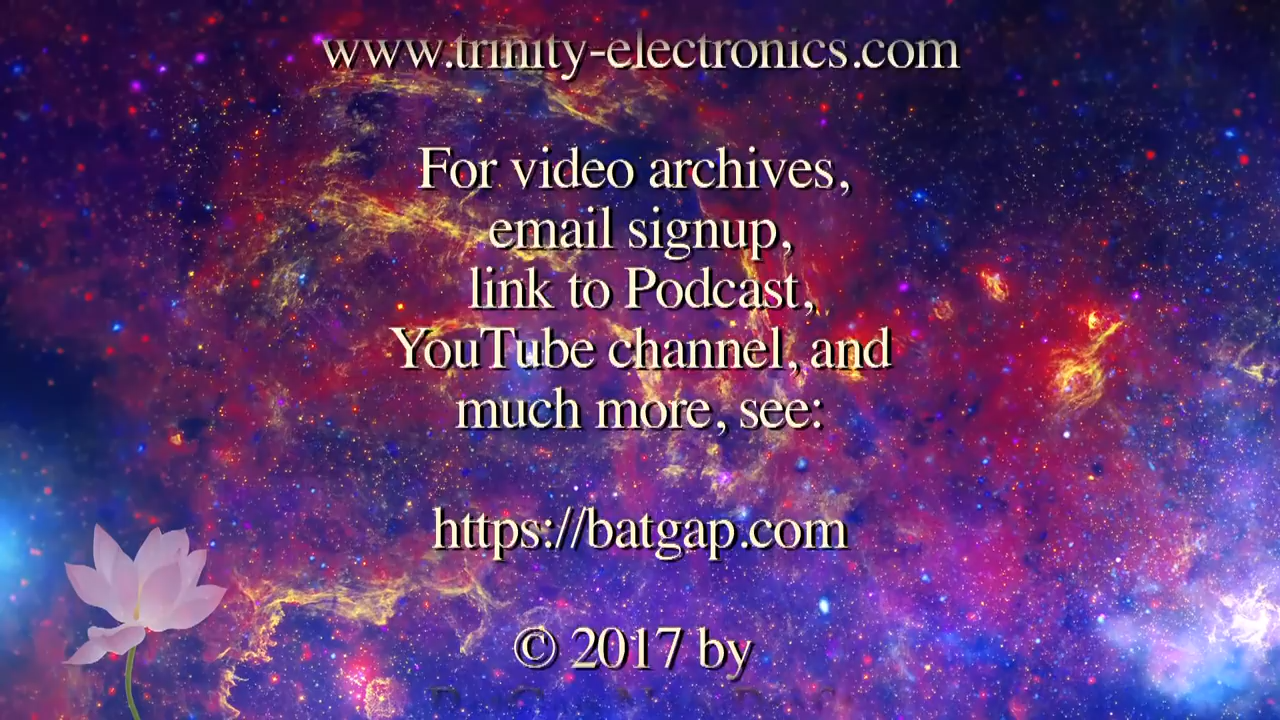 www.trinity-electronics.com
For video archives,
email signup,
link to Podcast,
YouTube channel, and
much more, see:
https://batgap.com
© 2017 by